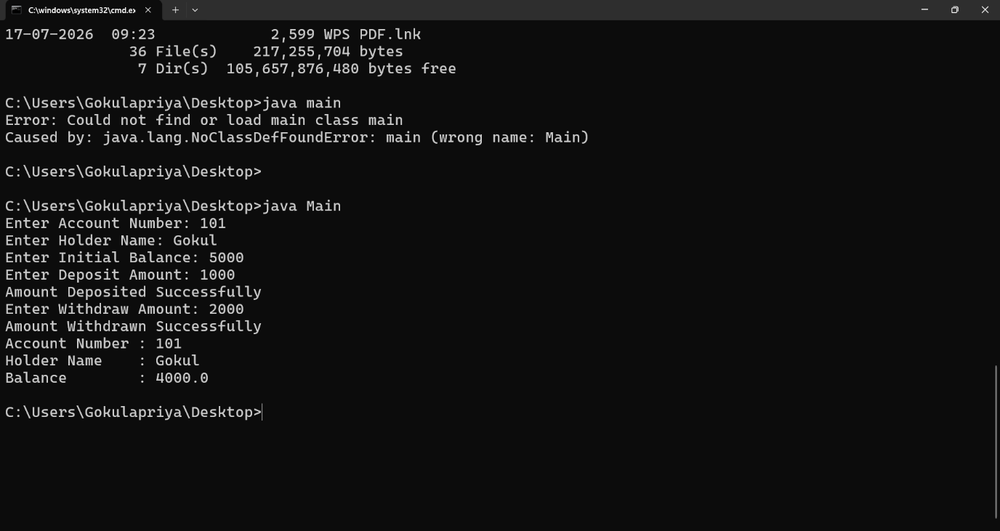 C:\windows\system32\cmd.ex
17-07-2026  09:23             2,599 WPS PDF.lnk
              36 File(s)    217,255,704 bytes
               7 Dir(s)  105,657,876,480 bytes free
C:\Users\Gokulapriya\Desktop>java main
Error: Could not find or load main class main
Caused by: java.lang.NoClassDefFoundError: main (wrong name: Main)
C:\Users\Gokulapriya\Desktop>
C:\Users\Gokulapriya\Desktop>java Main
Enter Account Number: 101
Enter Holder Name: Gokul
Enter Initial Balance: 5000
Enter Deposit Amount: 1000
Amount Deposited Successfully
Enter Withdraw Amount: 2000
Amount Withdrawn Successfully
Account Number : 101
Holder Name    : Gokul
Balance        : 4000.0
C:\Users\Gokulapriya\Desktop>